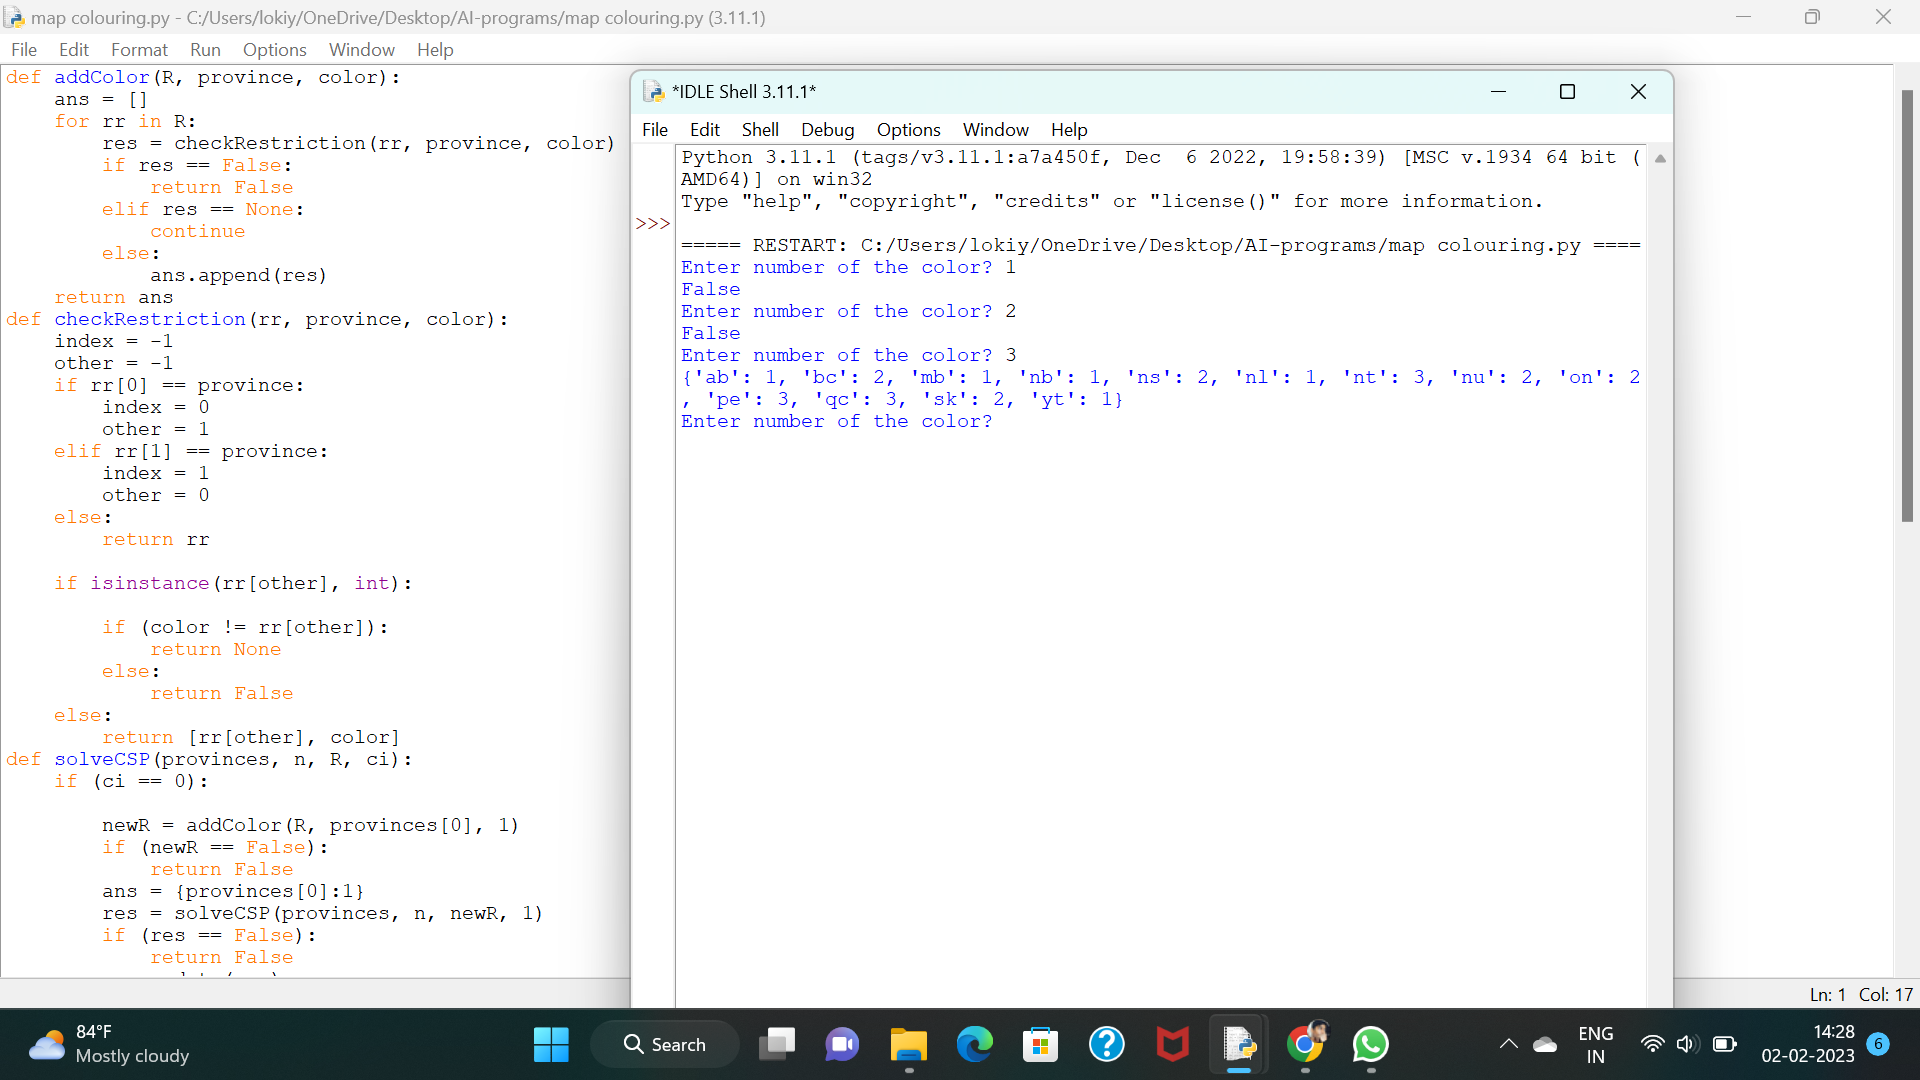 map colouring.py - C:/Users/lokiy/OneDrive/Desktop/AI-programs/map colouring.py (3.11.1)
File Edit Format Run Options Window Help
def addColor(R, province, color):
    ans = []
    for rr in R:
        res = checkRestriction(rr, province, color)
        if res == False:
            return False
        elif res == None:
            continue
        else:
            ans.append(res)
    return ans
def checkRestriction(rr, province, color):
    index = -1
    other = -1
    if rr[0] == province:
        index = 0
        other = 1
    elif rr[1] == province:
        index = 1
        other = 0
    else:
        return rr
    if isinstance(rr[other], int):
        if (color != rr[other]):
            return None
        else:
            return False
    else:
        return [rr[other], color]
def solveCSP(provinces, n, R, ci):
    if (ci == 0):
        newR = addColor(R, provinces[0], 1)
        if (newR == False):
            return False
        ans = {provinces[0]:1}
        res = solveCSP(provinces, n, newR, 1)
        if (res == False):
            return False
*IDLE Shell 3.11.1*
File Edit Shell Debug Options Window Help
Python 3.11.1 (tags/v3.11.1:a7a450f, Dec  6 2022, 19:58:39) [MSC v.1934 64 bit (
AMD64)] on win32
Type "help", "copyright", "credits" or "license()" for more information.
>>>
===== RESTART: C:/Users/lokiy/OneDrive/Desktop/AI-programs/map colouring.py ====
Enter number of the color? 1
False
Enter number of the color? 2
False
Enter number of the color? 3
{'ab': 1, 'bc': 2, 'mb': 1, 'nb': 1, 'ns': 2, 'nl': 1, 'nt': 3, 'nu': 2, 'on': 2
, 'pe': 3, 'qc': 3, 'sk': 2, 'yt': 1}
Enter number of the color?
Ln: 1 Col: 17
84°F
Mostly cloudy
Search
ENG
IN
14:28
02-02-2023
6